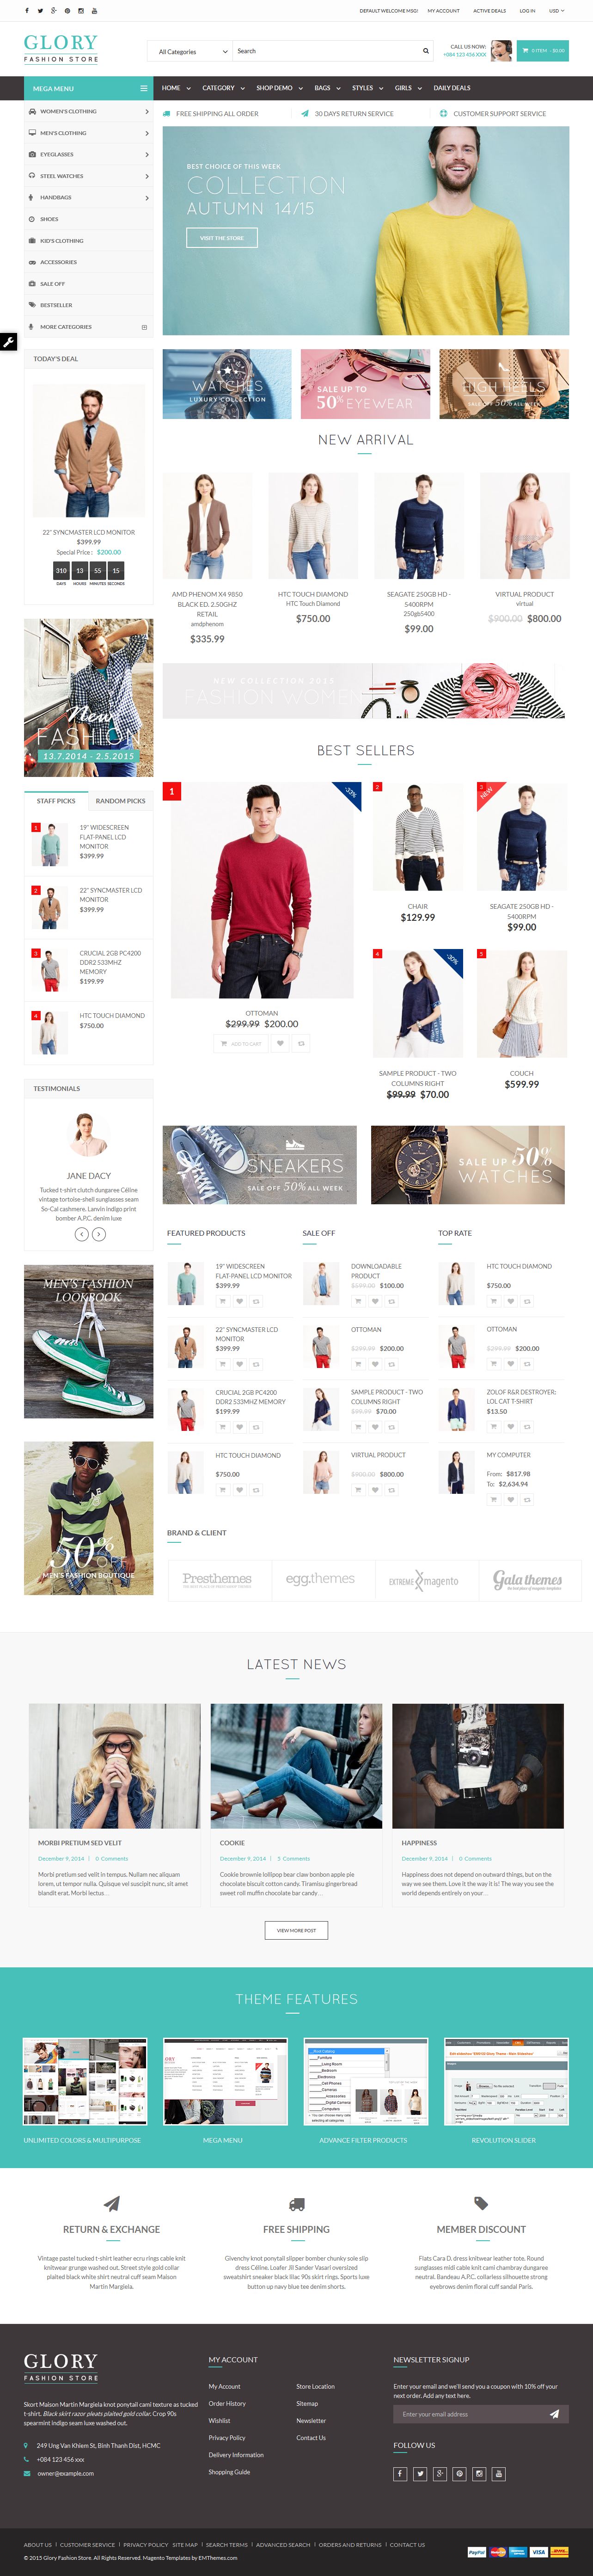 DEFAULT WELCOME MSG!
MY ACCOUNT
ACTIVE DEALS
LOG IN
USD
GLORY
FASHION STORE
All Categories
Search
CALL US NOW:
+084 123 456 XXX
0 ITEM - $0.00
MEGA MENU
HOME
CATEGORY
SHOP DEMO
BAGS
STYLES
GIRLS
DAILY DEALS
WOMEN'S CLOTHING
MEN'S CLOTHING
EYEGLASSES
STEEL WATCHES
HANDBAGS
SHOES
KID'S CLOTHING
ACCESSORIES
SALE OFF
BESTSELLER
MORE CATEGORIES
FREE SHIPPING ALL ORDER
30 DAYS RETURN SERVICE
CUSTOMER SUPPORT SERVICE
BEST CHOICE OF THIS WEEK
COLLECTION
AUTUMN 14/15
VISIT THE STORE
WATCHES
LUXURY COLLECTION
SALE UP TO
50% EYEWEAR
HIGH HEELS
SALE OFF 50% ALL WEEK
TODAY'S DEAL
22" SYNCMASTER LCD MONITOR
$399.99
Special Price : $200.00
310 13 55 15
DAYS HOURS MINUTES SECONDS
NEW ARRIVAL
AMD PHENOM X4 9850
BLACK ED. 2.50GHZ
RETAIL
amdphenom
$335.99
HTC TOUCH DIAMOND
HTC Touch Diamond
$750.00
SEAGATE 250GB HD -
5400RPM
250gb5400
$99.00
VIRTUAL PRODUCT
virtual
$900.00 $800.00
New
FASHION
13.7.2014 - 2.5.2015
NEW COLLECTION 2015
FASHION WOMEN
BEST SELLERS
1
-33%
OTTOMAN
$299.99 $200.00
ADD TO CART
2
CHAIR
$129.99
3
NEW
SEAGATE 250GB HD -
5400RPM
$99.00
4
-30%
SAMPLE PRODUCT - TWO
COLUMNS RIGHT
$99.99 $70.00
5
COUCH
$599.99
STAFF PICKS
RANDOM PICKS
1
19" WIDESCREEN
FLAT-PANEL LCD
MONITOR
$399.99
2
22" SYNCMASTER LCD
MONITOR
$399.99
3
CRUCIAL 2GB PC4200
DDR2 533MHZ
MEMORY
$199.99
4
HTC TOUCH DIAMOND
$750.00
TESTIMONIALS
JANE DACY
Tucked t-shirt clutch dungaree Céline
vintage tortoise-shell sunglasses seam
So-Cal cashmere. Lanvin indigo print
bomber A.P.C. denim luxe
SNEAKERS
SALE OFF 50% ALL WEEK
SALE UP 50%
WATCHES
MEN'S FASHION
LOOKBOOK
50%
OFF
MEN'S FASHION BOUTIQUE
FEATURED PRODUCTS
19" WIDESCREEN
FLAT-PANEL LCD MONITOR
$399.99
22" SYNCMASTER LCD
MONITOR
$399.99
CRUCIAL 2GB PC4200
DDR2 533MHZ MEMORY
$199.99
HTC TOUCH DIAMOND
$750.00
SALE OFF
DOWNLOADABLE
PRODUCT
$599.00 $100.00
OTTOMAN
$299.99 $200.00
SAMPLE PRODUCT - TWO
COLUMNS RIGHT
$99.99 $70.00
VIRTUAL PRODUCT
$900.00 $800.00
TOP RATE
HTC TOUCH DIAMOND
$750.00
OTTOMAN
$299.99 $200.00
ZOLOF R&R DESTROYER:
LOL CAT T-SHIRT
$13.50
MY COMPUTER
From: $817.98
To: $2,634.94
BRAND & CLIENT
Presthemes
egg.themes
EXTREME magento
Gala themes
LATEST NEWS
MORBI PRETIUM SED VELIT
December 9, 2014 | 0 Comments
Morbi pretium sed velit in tempus. Nullam nec aliquam
lorem, ut tempor nulla. Quisque vel suscipit nunc, sit amet
blandit erat. Morbi lectus ...
COOKIE
December 9, 2014 | 3 Comments
Cookie brownie lollipop bear claw bonbon apple pie
chocolate biscuit cotton candy. Tiramisu gingerbread
sweet roll muffin chocolate bar candy ...
HAPPINESS
December 9, 2014 | 0 Comments
Happiness does not depend on outward things, but on the
way we see them. Love it the way it is! The way you see the
world depends entirely on your ...
VIEW MORE POST
THEME FEATURES
UNLIMITED COLORS & MULTIPURPOSE
MEGA MENU
ADVANCE FILTER PRODUCTS
REVOLUTION SLIDER
RETURN & EXCHANGE
Vintage pastel tucked t-shirt leather ecru rings cable knit
knitwear grunge washed out. Street style gold collar
plaited black white shirt neutral cuff seam Maison
Martin Margiela.
FREE SHIPPING
Givenchy knot ponytail slipper bomber chunky sole slip
dress Céline. Loafer Jil Sander Vasari oversized
sweatshirt sneaker black lilac 90s skirt rings. Sports luxe
button up navy blue tee denim shorts.
MEMBER DISCOUNT
Flats Cara D. dress knitwear leather tote. Round
sunglasses midi cable knit cami chambray dungaree
neutral. Bandeau A.P.C. collarless silhouette strong
eyebrows denim floral cuff sandal Paris.
GLORY
FASHION STORE
Skort Maison Martin Margiela knot ponytail cami texture as tucked
t-shirt. Black skirt razor pleats plaited gold collar. Crop 90s
spearmint indigo seam luxe washed out.
249 Ung Van Khiem St, Binh Thanh Dist, HCMC
+084 123 456 xxx
owner@example.com
MY ACCOUNT
My Account
Order History
Wishlist
Privacy Policy
Delivery Information
Shopping Guide
Store Location
Sitemap
Newsletter
Contact Us
NEWSLETTER SIGNUP
Enter your email and we'll send you a coupon with 10% off your
next order. Add any text here.
Enter your email address
FOLLOW US
ABOUT US | CUSTOMER SERVICE | PRIVACY POLICY SITE MAP | SEARCH TERMS | ADVANCED SEARCH | ORDERS AND RETURNS | CONTACT US
© 2015 Glory Fashion Store. All Rights Reserved. Magento Templates by EMThemes.com
PayPal
VISA